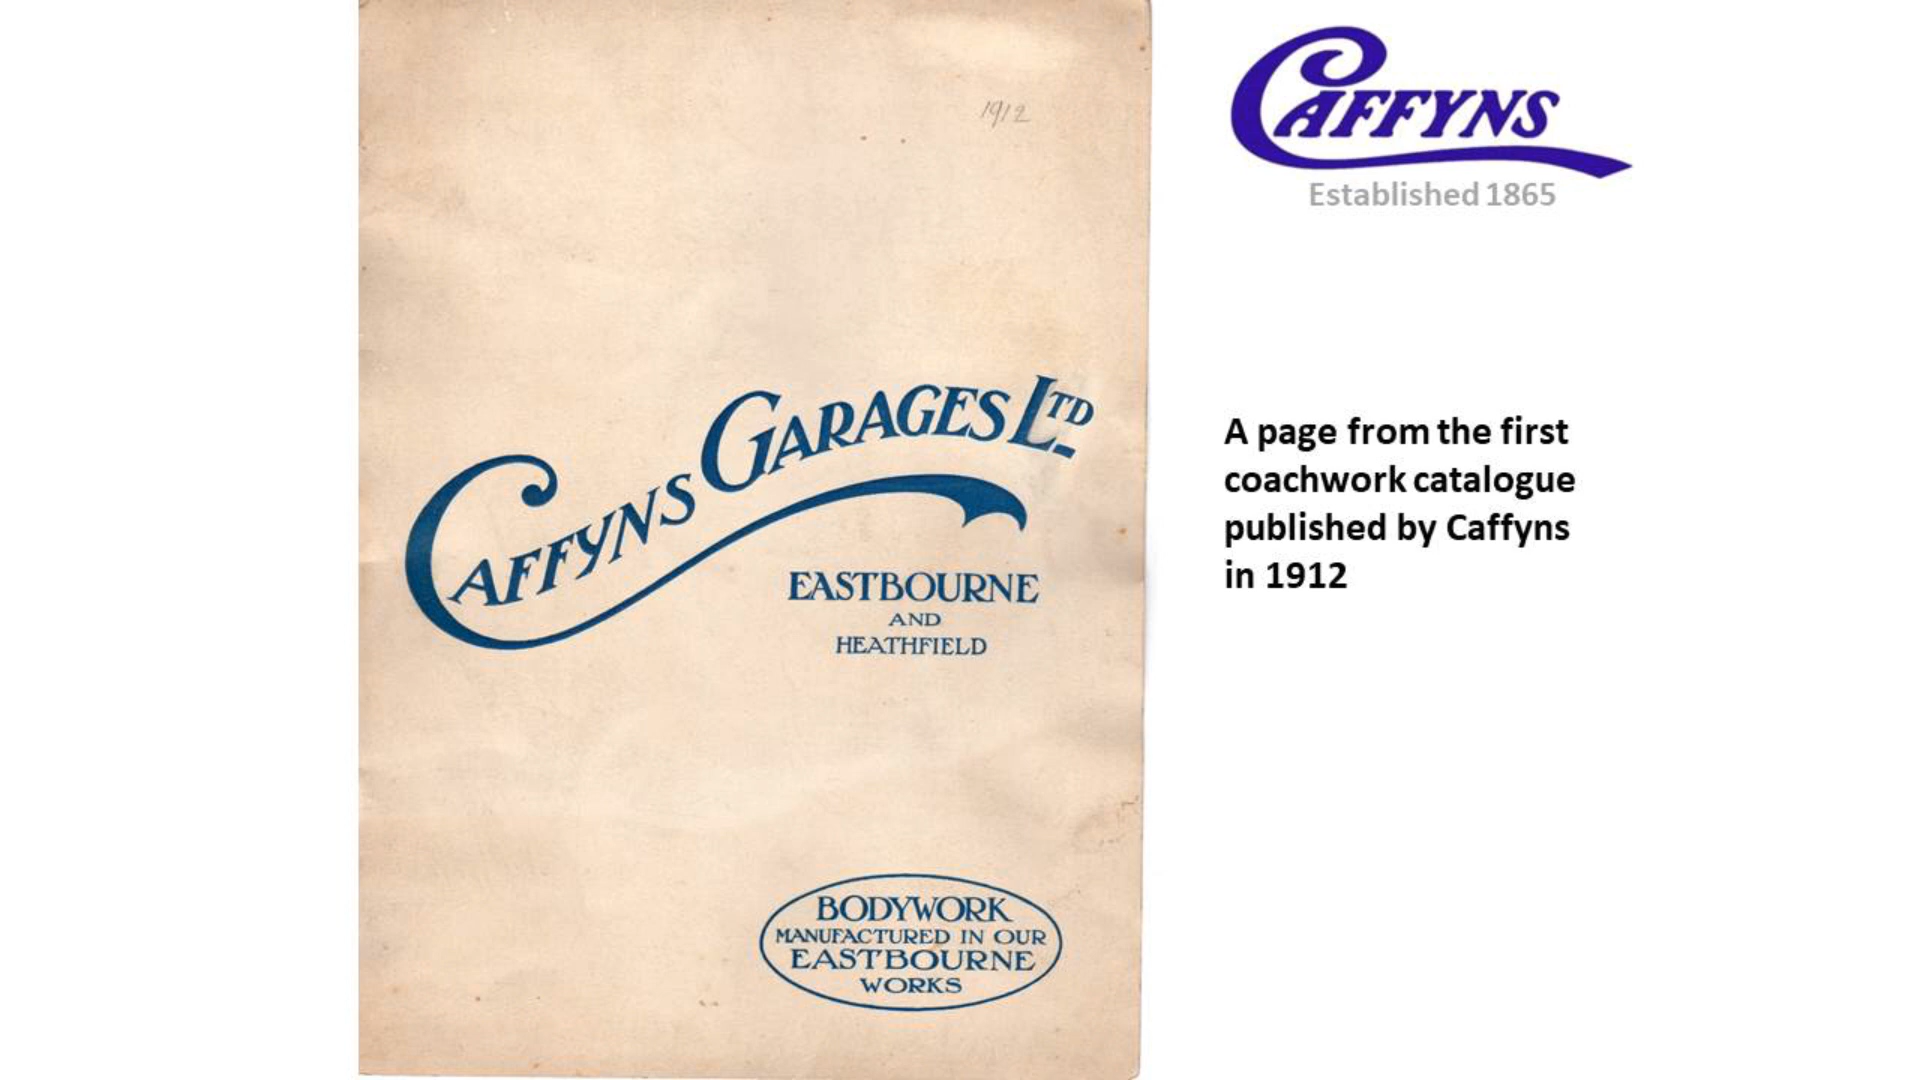 1912
CAFFYNS GARAGES LTD
EASTBOURNE
AND
HEATHFIELD
BODYWORK
MANUFACTURED IN OUR
EASTBOURNE
WORKS
CAFFYNS
Established 1865
A page from the first
coachwork catalogue
published by Caffyns
in 1912